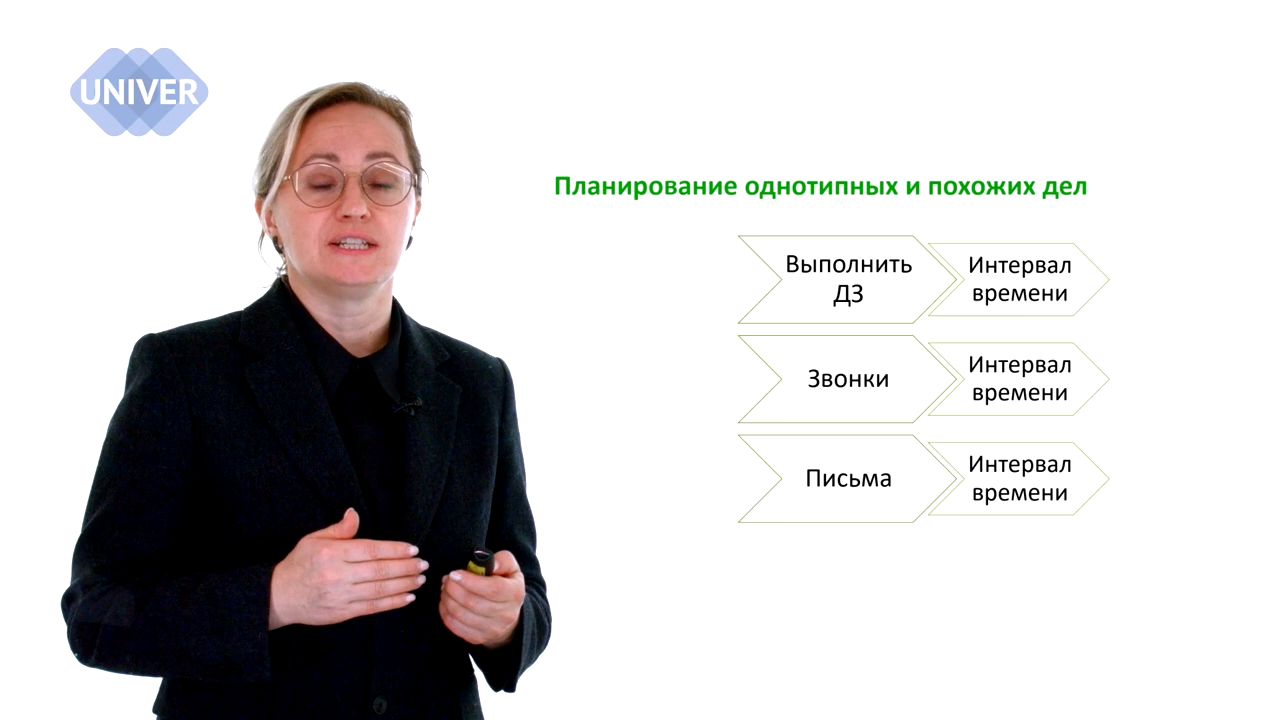 UNIVER
Планирование однотипных и похожих дел
Выполнить
ДЗ
Интервал
времени
Звонки
Интервал
времени
Письма
Интервал
времени